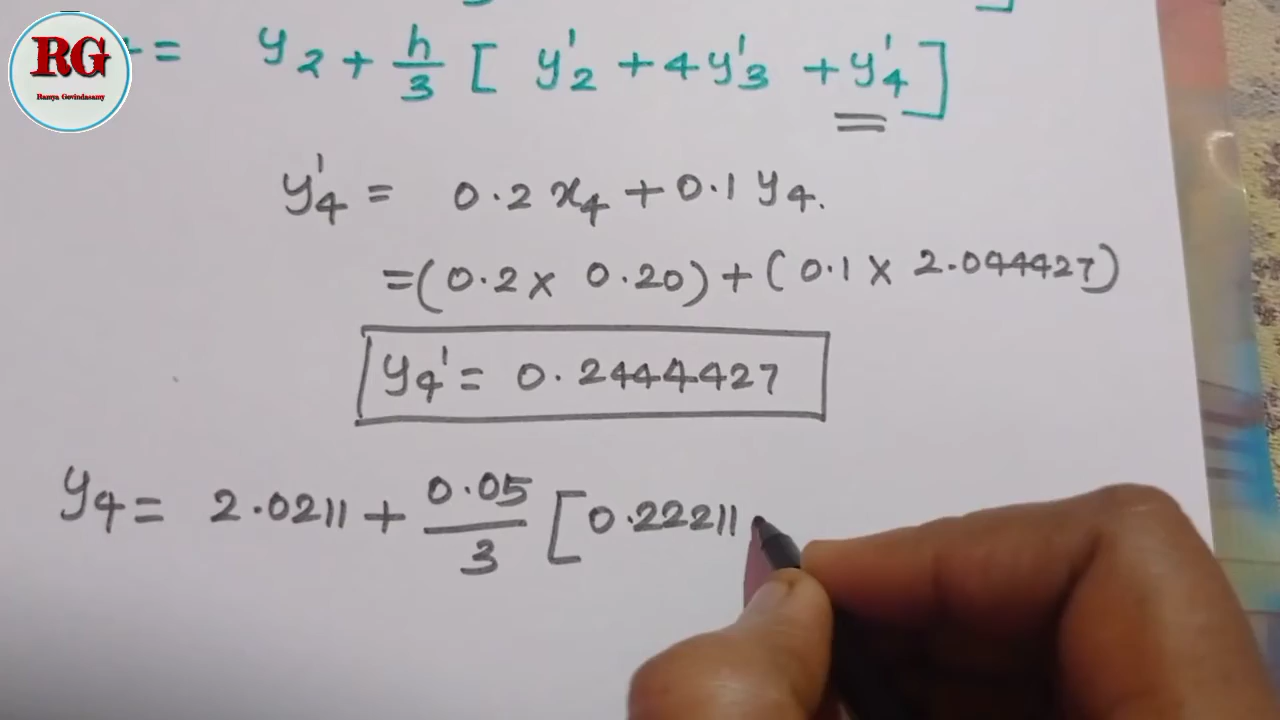 RG
Ramya Govindasamy
= y₂ + h/3 [ y'₂ + 4y'₃ + y'₄ ]
y'₄ = 0.2 x₄ + 0.1 y₄.
= (0.2 × 0.20) + (0.1 × 2.044427)
y₄' = 0.2444427
y₄ = 2.0211 + 0.05/3 [ 0.22211